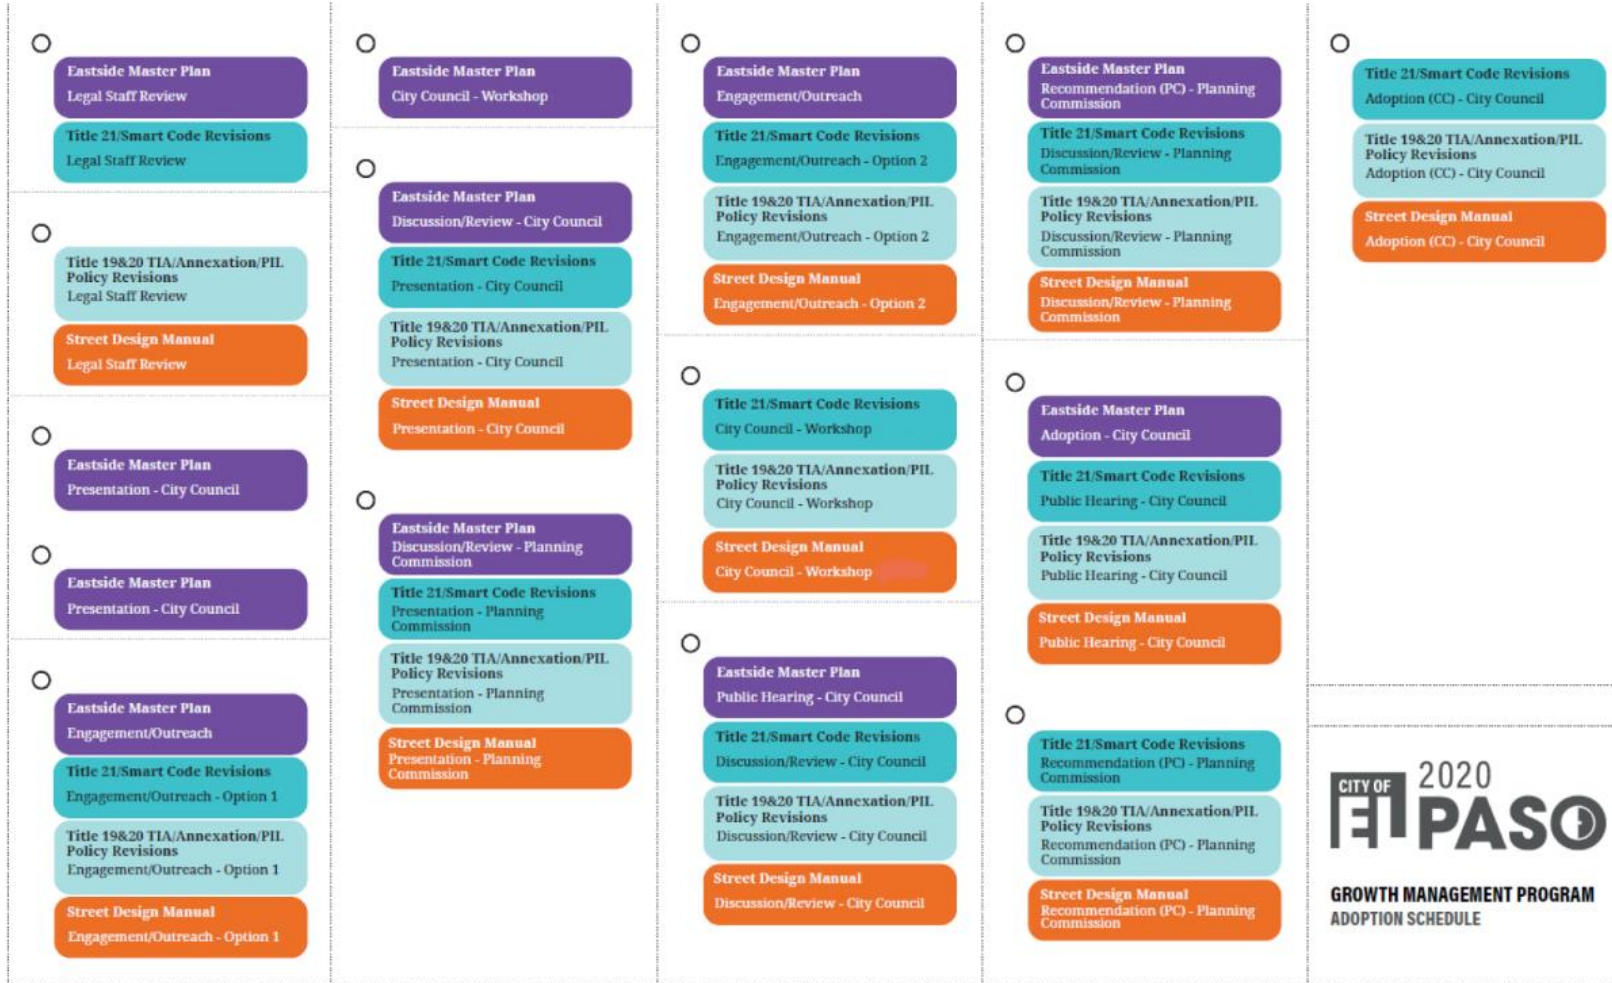 Eastside Master Plan
Legal Staff Review
Title 21/Smart Code Revisions
Legal Staff Review
Title 19&20 TIA/Annexation/PIL
Policy Revisions
Legal Staff Review
Street Design Manual
Legal Staff Review
Eastside Master Plan
Presentation - City Council
Eastside Master Plan
Presentation - City Council
Eastside Master Plan
Engagement/Outreach
Title 21/Smart Code Revisions
Engagement/Outreach - Option 1
Title 19&20 TIA/Annexation/PIL
Policy Revisions
Engagement/Outreach - Option 1
Street Design Manual
Engagement/Outreach - Option 1
Eastside Master Plan
City Council - Workshop
Eastside Master Plan
Discussion/Review - City Council
Title 21/Smart Code Revisions
Presentation - City Council
Title 19&20 TIA/Annexation/PIL
Policy Revisions
Presentation - City Council
Street Design Manual
Presentation - City Council
Eastside Master Plan
Discussion/Review - Planning
Commission
Title 21/Smart Code Revisions
Presentation - Planning
Commission
Title 19&20 TIA/Annexation/PIL
Policy Revisions
Presentation - Planning
Commission
Street Design Manual
Presentation - Planning
Commission
Eastside Master Plan
Engagement/Outreach
Title 21/Smart Code Revisions
Engagement/Outreach - Option 2
Title 19&20 TIA/Annexation/PIL
Policy Revisions
Engagement/Outreach - Option 2
Street Design Manual
Engagement/Outreach - Option 2
Title 21/Smart Code Revisions
City Council - Workshop
Title 19&20 TIA/Annexation/PIL
Policy Revisions
City Council - Workshop
Street Design Manual
City Council - Workshop
Eastside Master Plan
Public Hearing - City Council
Title 21/Smart Code Revisions
Discussion/Review - City Council
Title 19&20 TIA/Annexation/PIL
Policy Revisions
Discussion/Review - City Council
Street Design Manual
Discussion/Review - City Council
Eastside Master Plan
Recommendation (PC) - Planning
Commission
Title 21/Smart Code Revisions
Discussion/Review - Planning
Commission
Title 19&20 TIA/Annexation/PIL
Policy Revisions
Discussion/Review - Planning
Commission
Street Design Manual
Discussion/Review - Planning
Commission
Eastside Master Plan
Adoption - City Council
Title 21/Smart Code Revisions
Public Hearing - City Council
Title 19&20 TIA/Annexation/PIL
Policy Revisions
Public Hearing - City Council
Street Design Manual
Public Hearing - City Council
Title 21/Smart Code Revisions
Recommendation (PC) - Planning
Commission
Title 19&20 TIA/Annexation/PIL
Policy Revisions
Recommendation (PC) - Planning
Commission
Street Design Manual
Recommendation (PC) - Planning
Commission
Title 21/Smart Code Revisions
Adoption (CC) - City Council
Title 19&20 TIA/Annexation/PIL
Policy Revisions
Adoption (CC) - City Council
Street Design Manual
Adoption (CC) - City Council
2020
CITY OF
EL PASO
GROWTH MANAGEMENT PROGRAM
ADOPTION SCHEDULE